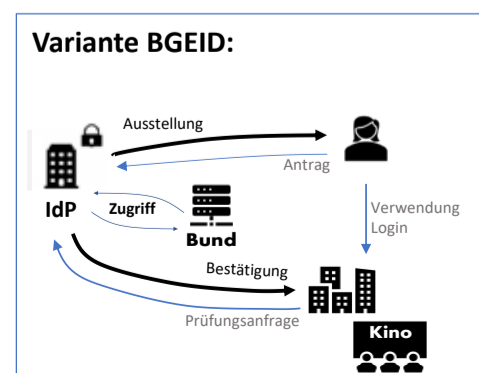 Variante BGEID:
Ausstellung
Antrag
IdP
Zugriff
Bund
Verwendung
Login
Bestätigung
Prüfungsanfrage
Kino